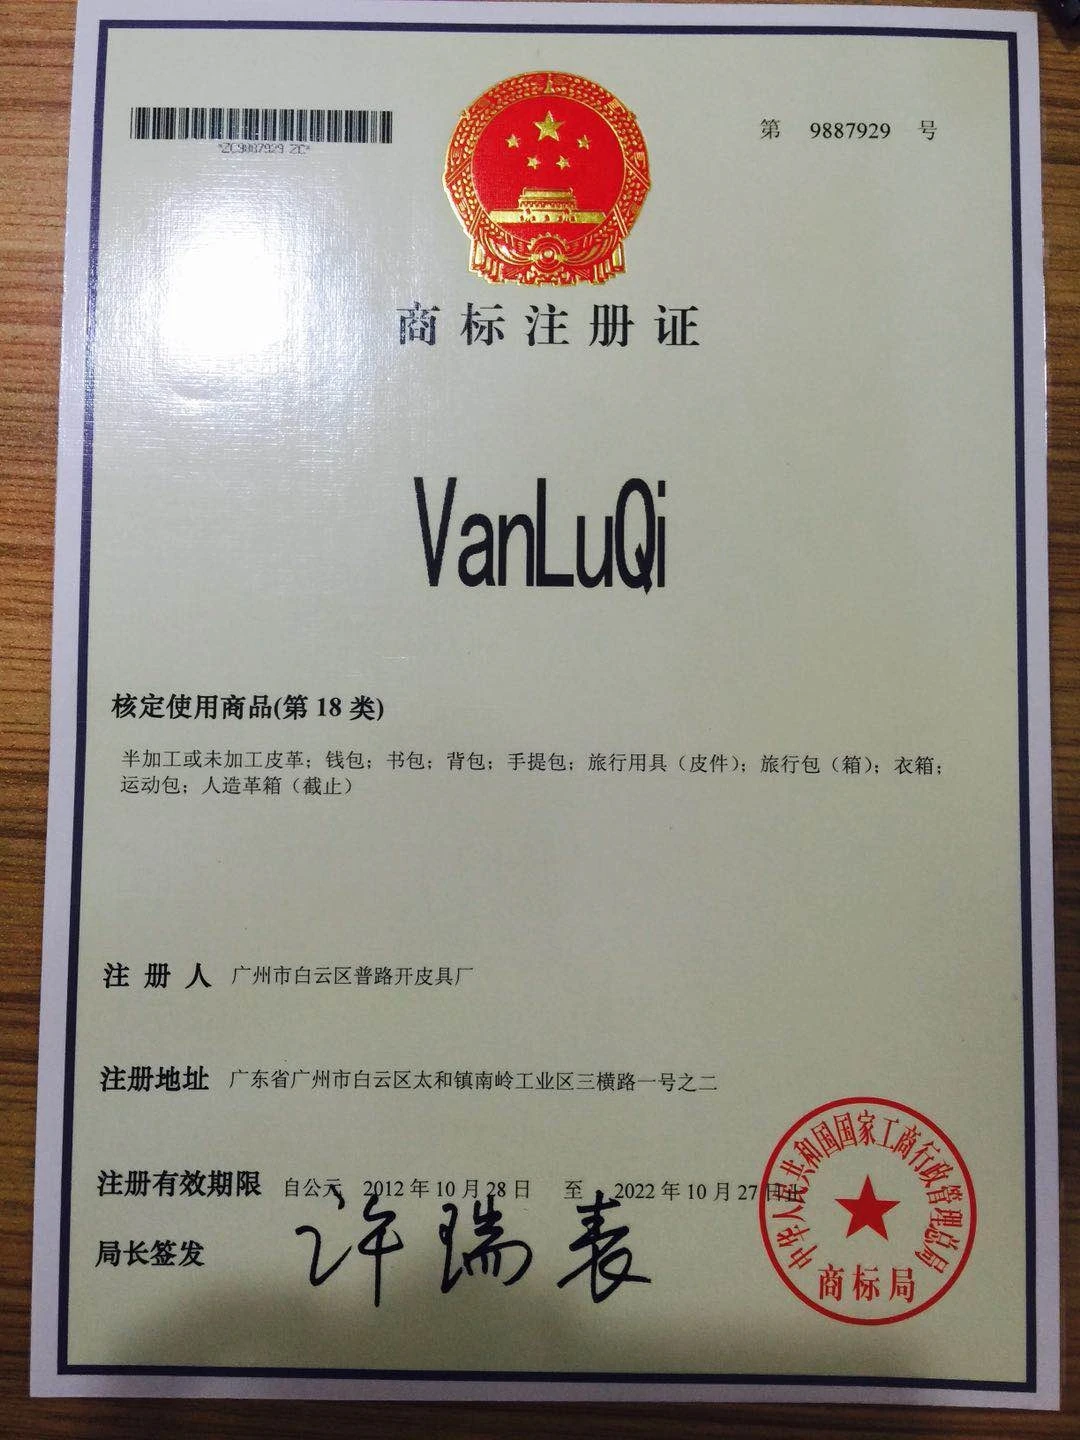 *ZC9887929 ZC*
第 9887929 号
商标注册证
VanLuQi
核定使用商品(第 18 类)
半加工或未加工皮革；钱包；书包；背包；手提包；旅行用具（皮件）；旅行包（箱）；衣箱；
运动包；人造革箱（截止）
注 册 人 广州市白云区普路开皮具厂
注册地址 广东省广州市白云区太和镇南岭工业区三横路一号之二
注册有效期限 自公元 2012 年 10 月 28 日 至 2022 年 10 月 27 日止
局长签发 许瑞表
中华人民共和国国家工商行政管理总局
商标局